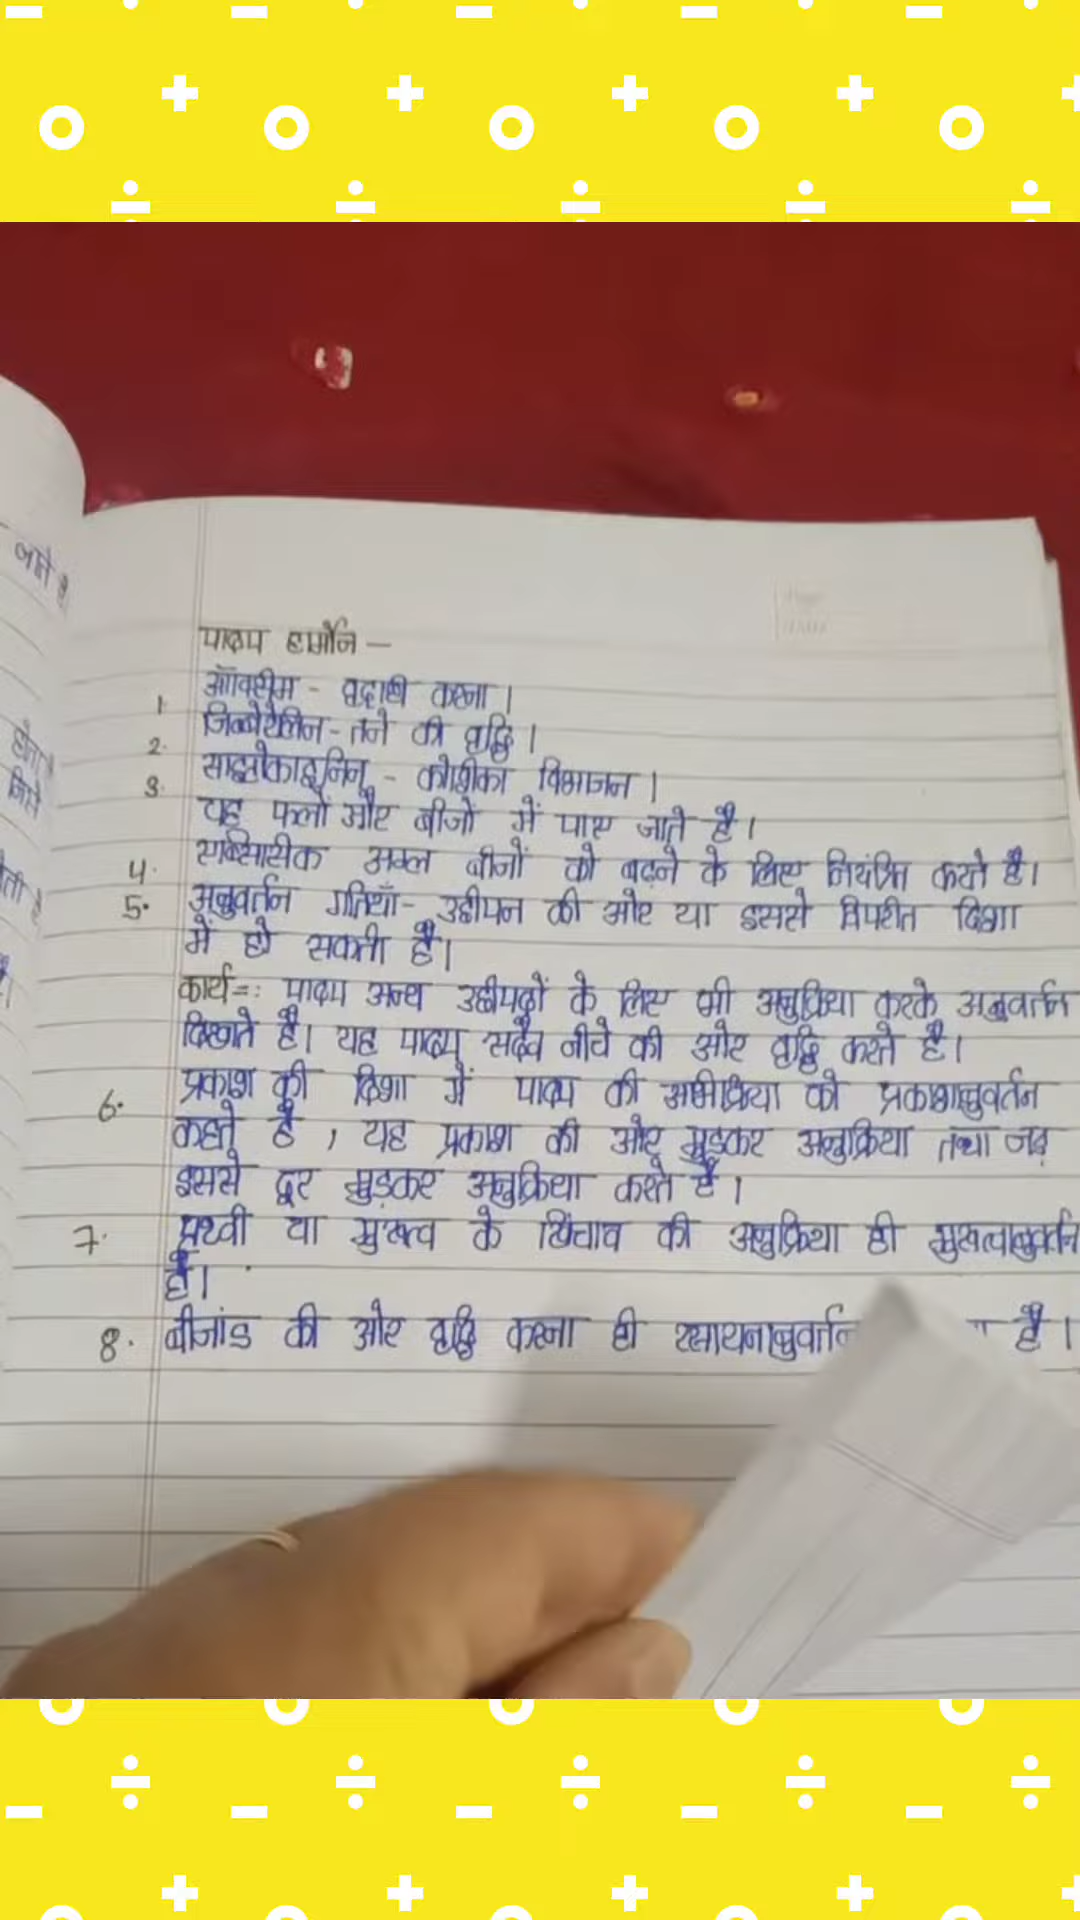 जाते है
होता
जिसे
पादप हार्मोन –
1. ऑक्सीम - वृद्धि करना।
2. जिब्बेरेलिन - तने की वृद्धि।
3. साइटोकाइनिन् - कोशीका विभाजन।
यह फलों और बीजों में पाए जाते है।
4. एब्सिसीक अम्ल बीनों को बढ़ने के लिए नियंत्रित करते है।
5. अनुवर्तन गतियाँ - उद्दीपन की ओर या इससे विपरीत दिशा
में हो सकती है।
कार्य =: पादप अन्य उद्दीपनों के लिए भी अनुक्रिया करके अनुवर्तन
दिखाते है। यह पादप सदैव नीचे की ओर वृद्धि करते है।
6. प्रकाश की दिशा में पादप की अभीक्रिया को प्रकाशानुवर्तन
कहते है , यह प्रकाश की ओर मुड़कर अनुक्रिया तथा जड़
इससे दूर मुड़कर अनुक्रिया करते है।
7. प्रथ्वी या गुरुत्व के खिंचाव की अनुक्रिया ही गुरुत्वानुवर्तन
है।
8. बीजांड की ओर वृद्धि करना ही रसायनानुवर्तन है।